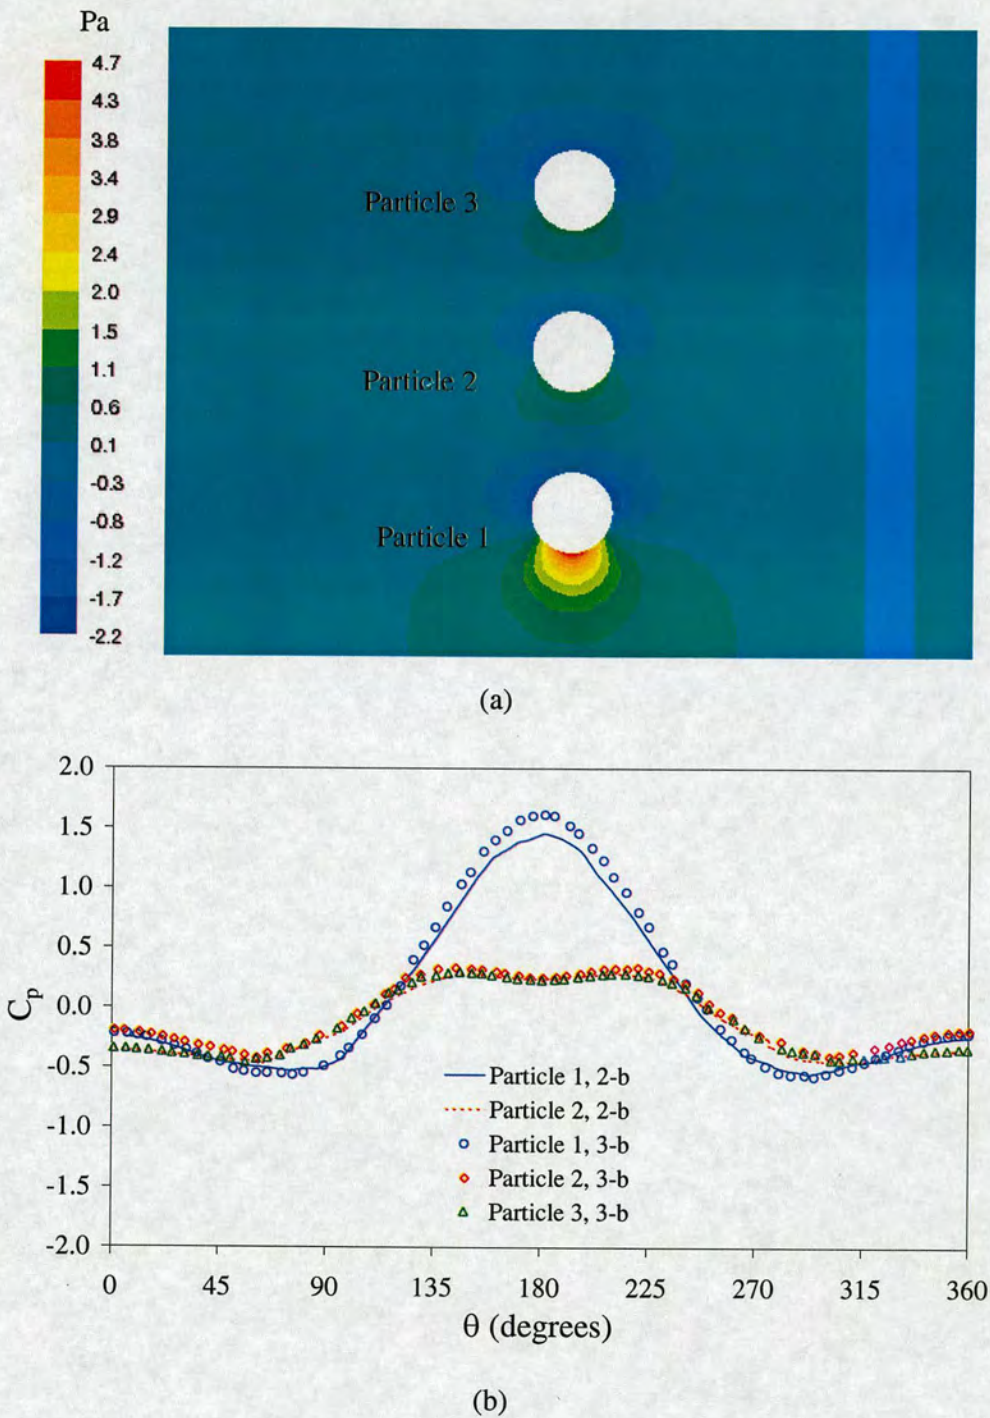 Pa
4.7
4.3
3.8
3.4
2.9
2.4
2.0
1.5
1.1
0.6
0.1
-0.3
-0.8
-1.2
-1.7
-2.2
Particle 3
Particle 2
Particle 1
(a)
2.0
1.5
1.0
0.5
0.0
-0.5
-1.0
-1.5
-2.0
Cp
Particle 1, 2-b
Particle 2, 2-b
Particle 1, 3-b
Particle 2, 3-b
Particle 3, 3-b
0 45 90 135 180 225 270 315 360
θ (degrees)
(b)